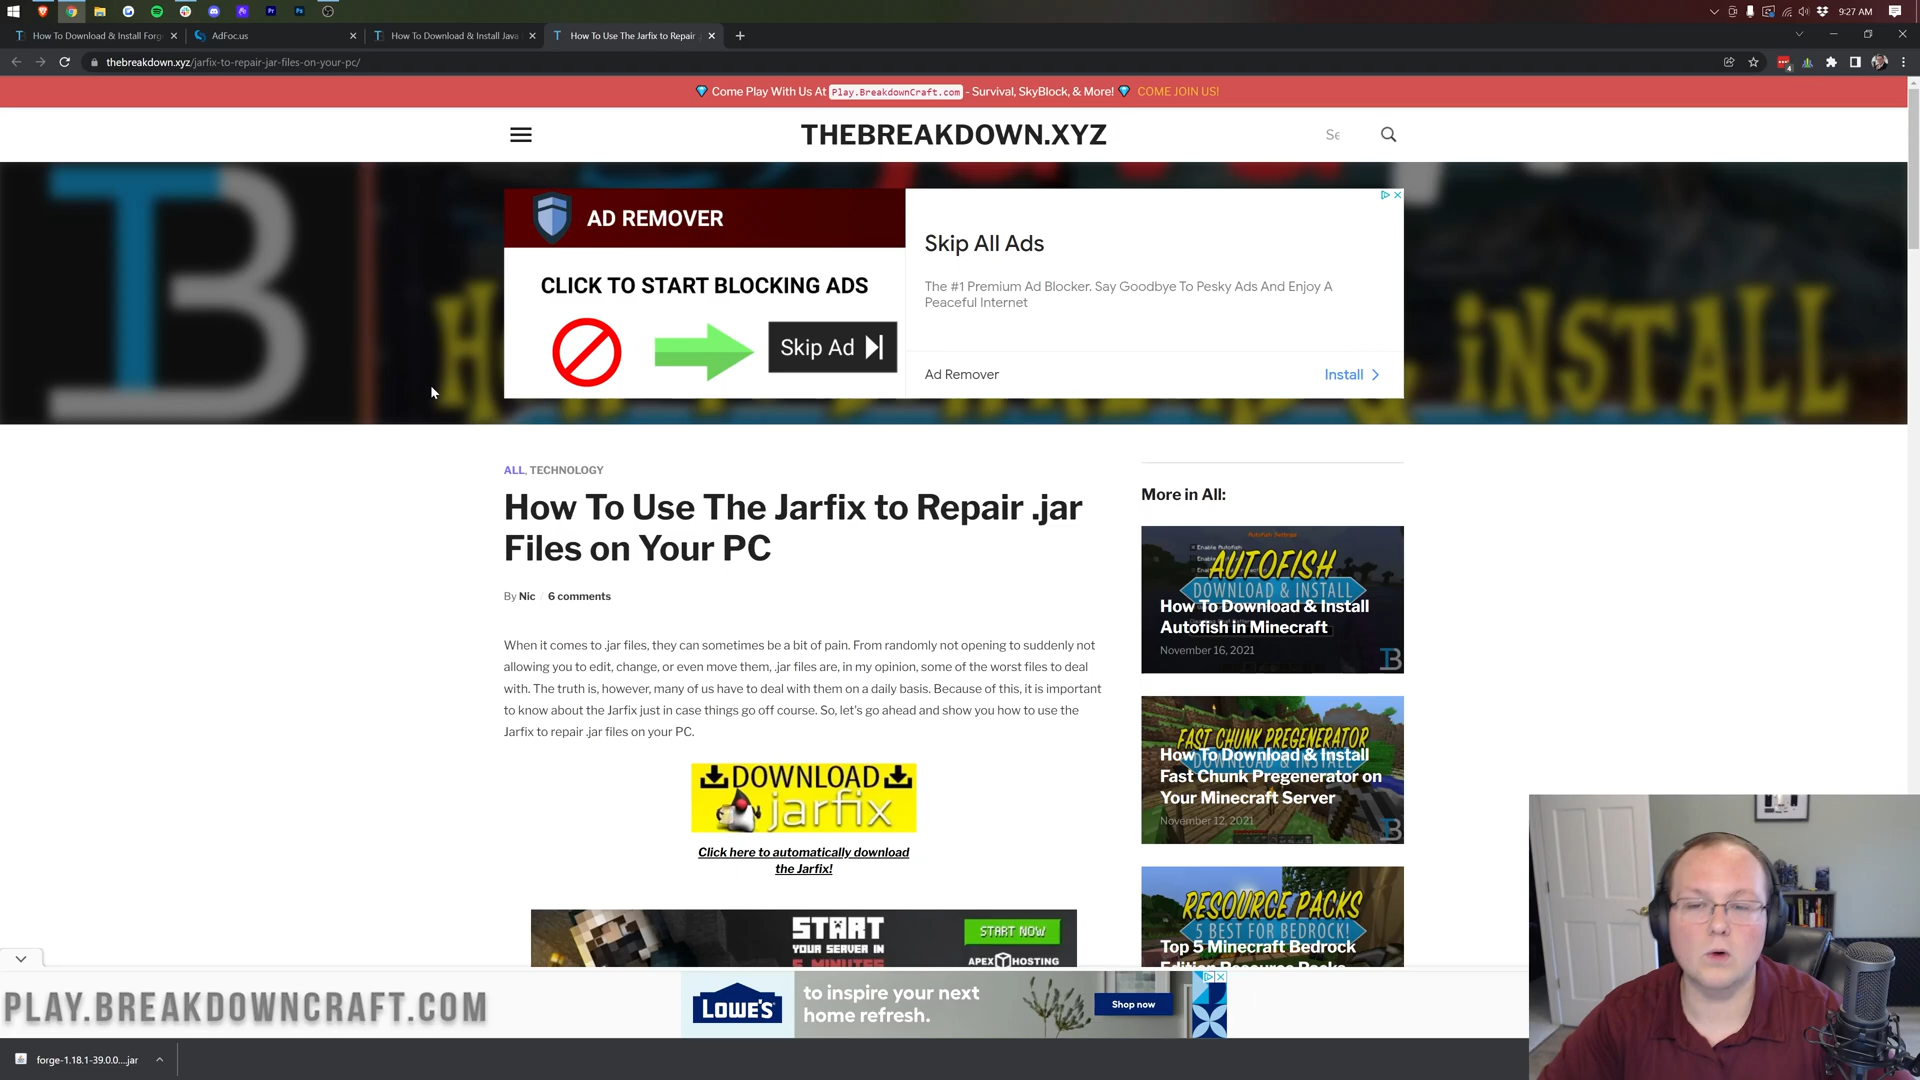 9:27 AM
How To Download & Install Forg
AdFoc.us
How To Download & Install Java
How To Use The Jarfix to Repair
thebreakdown.xyz/jarfix-to-repair-jar-files-on-your-pc/
Come Play With Us At Play.BreakdownCraft.com - Survival, SkyBlock, & More! COME JOIN US!
THEBREAKDOWN.XYZ
Se
AD REMOVER
CLICK TO START BLOCKING ADS
Skip Ad
Skip All Ads
The #1 Premium Ad Blocker. Say Goodbye To Pesky Ads And Enjoy A
Peaceful Internet
Ad Remover
Install
INSTALL
ALL, TECHNOLOGY
How To Use The Jarfix to Repair .jar
Files on Your PC
By Nic / 6 comments
When it comes to .jar files, they can sometimes be a bit of pain. From randomly not opening to suddenly not
allowing you to edit, change, or even move them, .jar files are, in my opinion, some of the worst files to deal
with. The truth is, however, many of us have to deal with them on a daily basis. Because of this, it is important
to know about the Jarfix just in case things go off course. So, let's go ahead and show you how to use the
Jarfix to repair .jar files on your PC.
DOWNLOAD
jarfix
Click here to automatically download
the Jarfix!
START
YOUR SERVER IN
5 MINUTES
START NOW
APEX HOSTING
More in All:
AUTOFISH
DOWNLOAD & INSTALL
How To Download & Install
Autofish in Minecraft
November 16, 2021
FAST CHUNK PREGENERATOR
How To Download & Install
Fast Chunk Pregenerator on
Your Minecraft Server
November 12, 2021
RESOURCE PACKS
5 BEST FOR BEDROCK!
Top 5 Minecraft Bedrock
Edition Resource Packs
LOWE'S
to inspire your next
home refresh.
Shop now
PLAY.BREAKDOWNCRAFT.COM
forge-1.18.1-39.0.0....jar